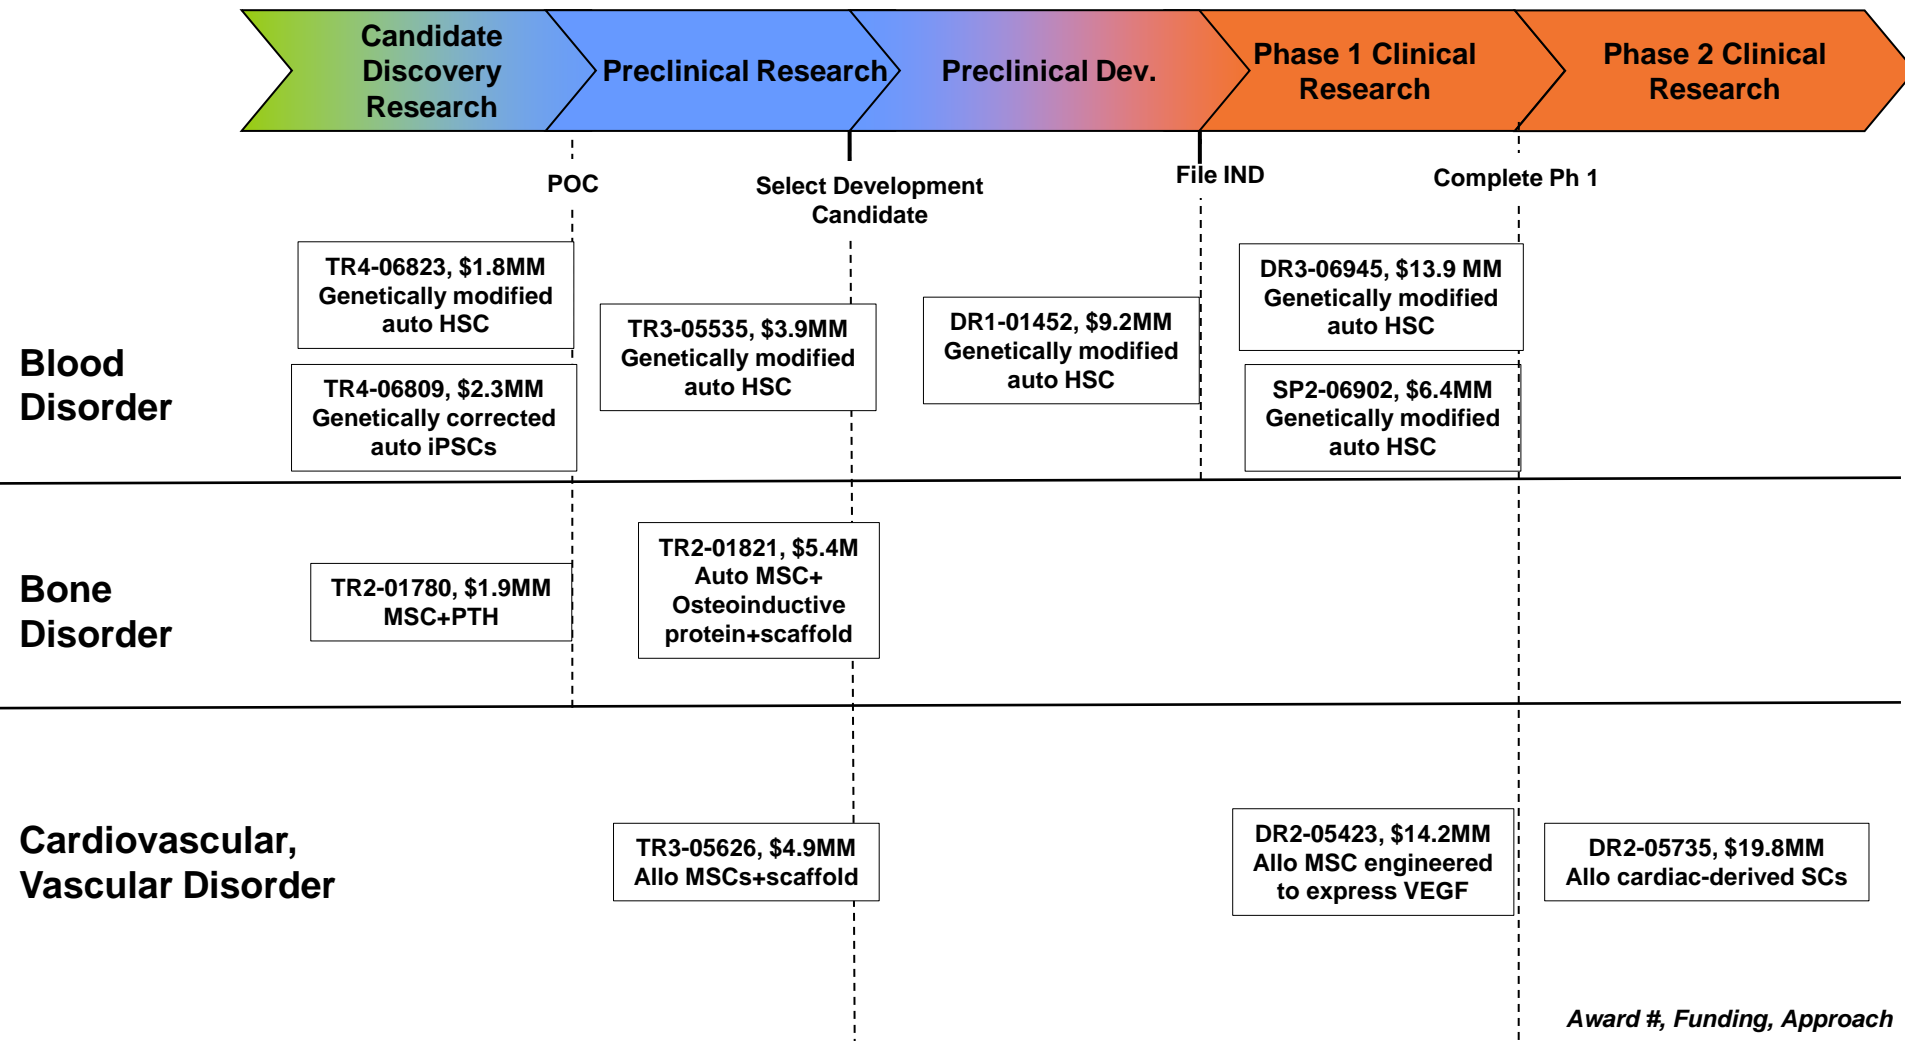 Candidate
Discovery
Research
Preclinical Research
Preclinical Dev.
Phase 1 Clinical
Research
Phase 2 Clinical
Research
POC
Select Development
Candidate
File IND
Complete Ph 1
Blood
Disorder
TR4-06823, $1.8MM
Genetically modified
auto HSC
TR4-06809, $2.3MM
Genetically corrected
auto iPSCs
TR3-05535, $3.9MM
Genetically modified
auto HSC
DR1-01452, $9.2MM
Genetically modified
auto HSC
DR3-06945, $13.9 MM
Genetically modified
auto HSC
SP2-06902, $6.4MM
Genetically modified
auto HSC
Bone
Disorder
TR2-01780, $1.9MM
MSC+PTH
TR2-01821, $5.4M
Auto MSC+
Osteoinductive
protein+scaffold
Cardiovascular,
Vascular Disorder
TR3-05626, $4.9MM
Allo MSCs+scaffold
DR2-05423, $14.2MM
Allo MSC engineered
to express VEGF
DR2-05735, $19.8MM
Allo cardiac-derived SCs
Award #, Funding, Approach